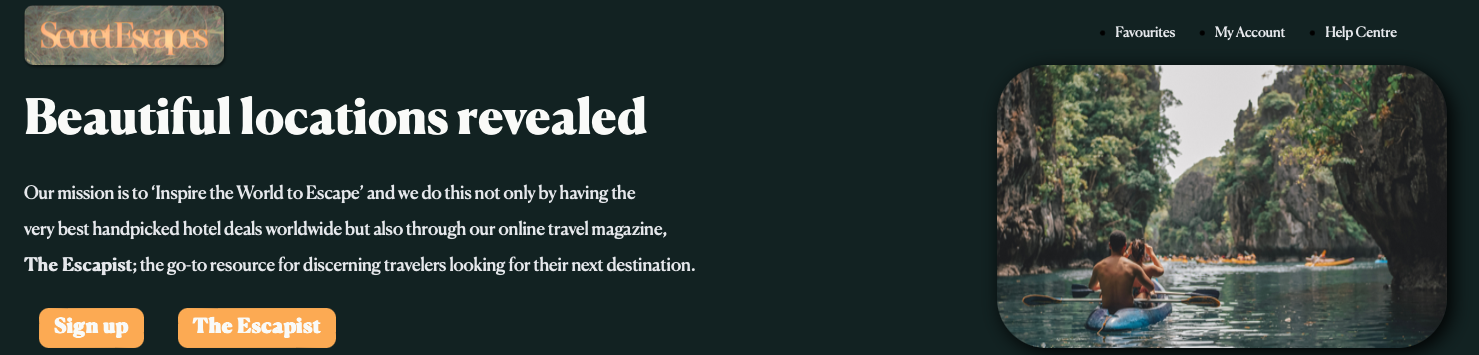 Secret Escapes
Favourites
My Account
Help Centre
Beautiful locations revealed
Our mission is to ‘Inspire the World to Escape’ and we do this not only by having the
very best handpicked hotel deals worldwide but also through our online travel magazine,
The Escapist; the go-to resource for discerning travelers looking for their next destination.
Sign up
The Escapist